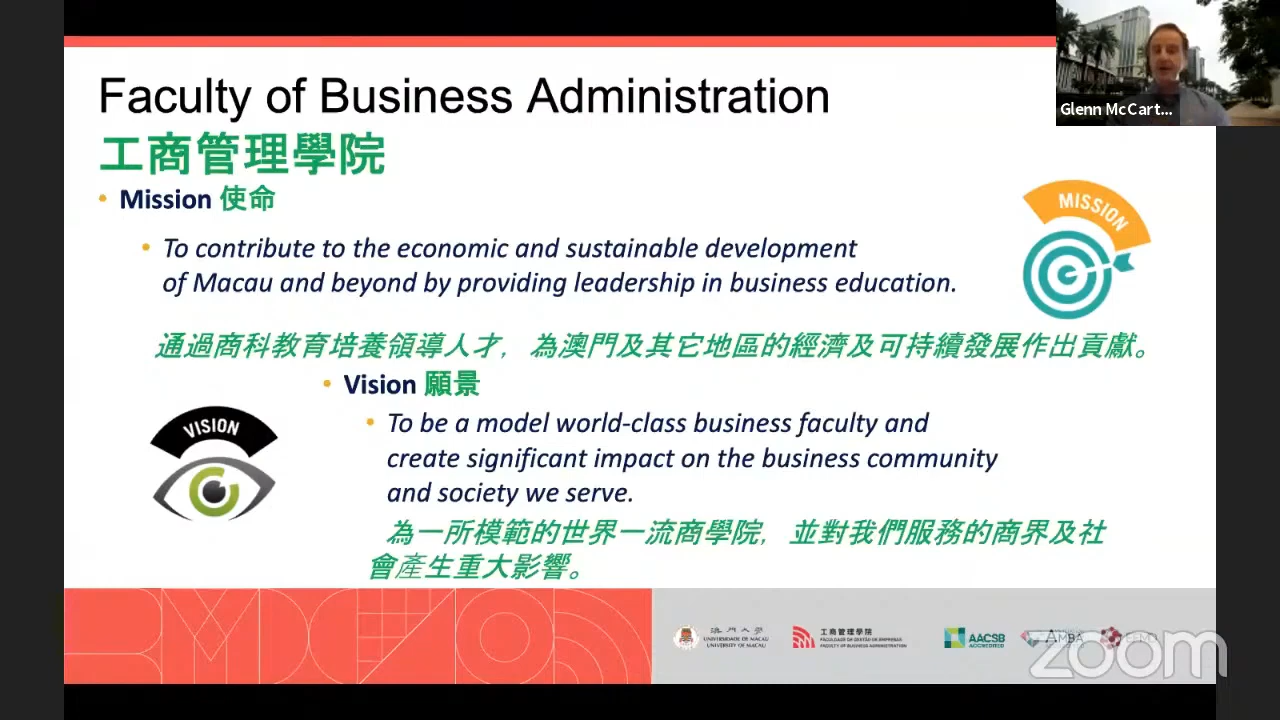 Faculty of Business Administration
工商管理學院
Glenn McCart...
• Mission 使命
• To contribute to the economic and sustainable development
of Macau and beyond by providing leadership in business education.
通過商科教育培養領導人才，為澳門及其它地區的經濟及可持續發展作出貢獻。
MISSION
• Vision 願景
VISION
• To be a model world-class business faculty and
create significant impact on the business community
and society we serve.
為一所模範的世界一流商學院，並對我們服務的商界及社
會產生重大影響。
澳門大學
UNIVERSIDADE DE MACAU
UNIVERSITY OF MACAU
工商管理學院
FACULDADE DE GESTÃO DE EMPRESAS
FACULTY OF BUSINESS ADMINISTRATION
AACSB
ACCREDITED
AMBA
zoom